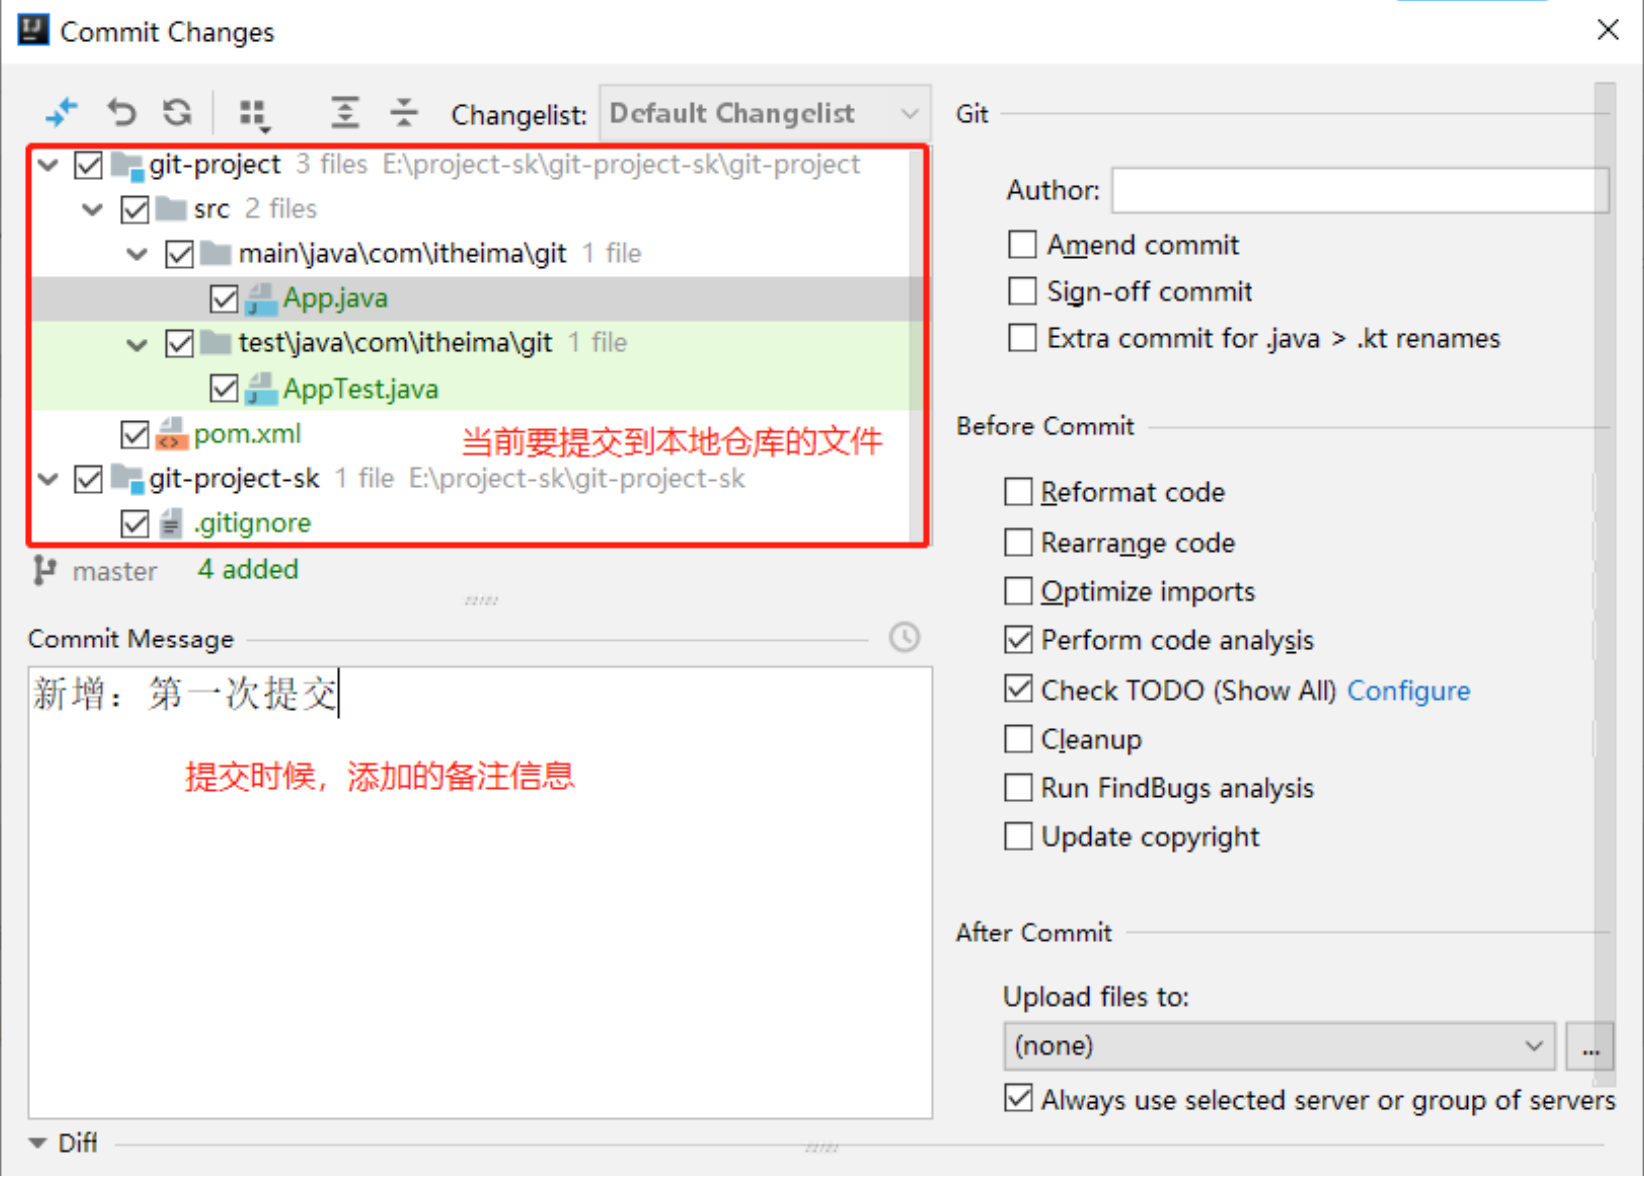 Commit Changes
Changelist: Default Changelist
git-project 3 files E:\project-sk\git-project-sk\git-project
src 2 files
main\java\com\itheima\git 1 file
App.java
test\java\com\itheima\git 1 file
AppTest.java
pom.xml
当前要提交到本地仓库的文件
git-project-sk 1 file E:\project-sk\git-project-sk
.gitignore
master 4 added
Commit Message
新增：第一次提交
提交时候，添加的备注信息
Diff
Git
Author:
Amend commit
Sign-off commit
Extra commit for .java > .kt renames
Before Commit
Reformat code
Rearrange code
Optimize imports
Perform code analysis
Check TODO (Show All) Configure
Cleanup
Run FindBugs analysis
Update copyright
After Commit
Upload files to:
(none)
...
Always use selected server or group of servers